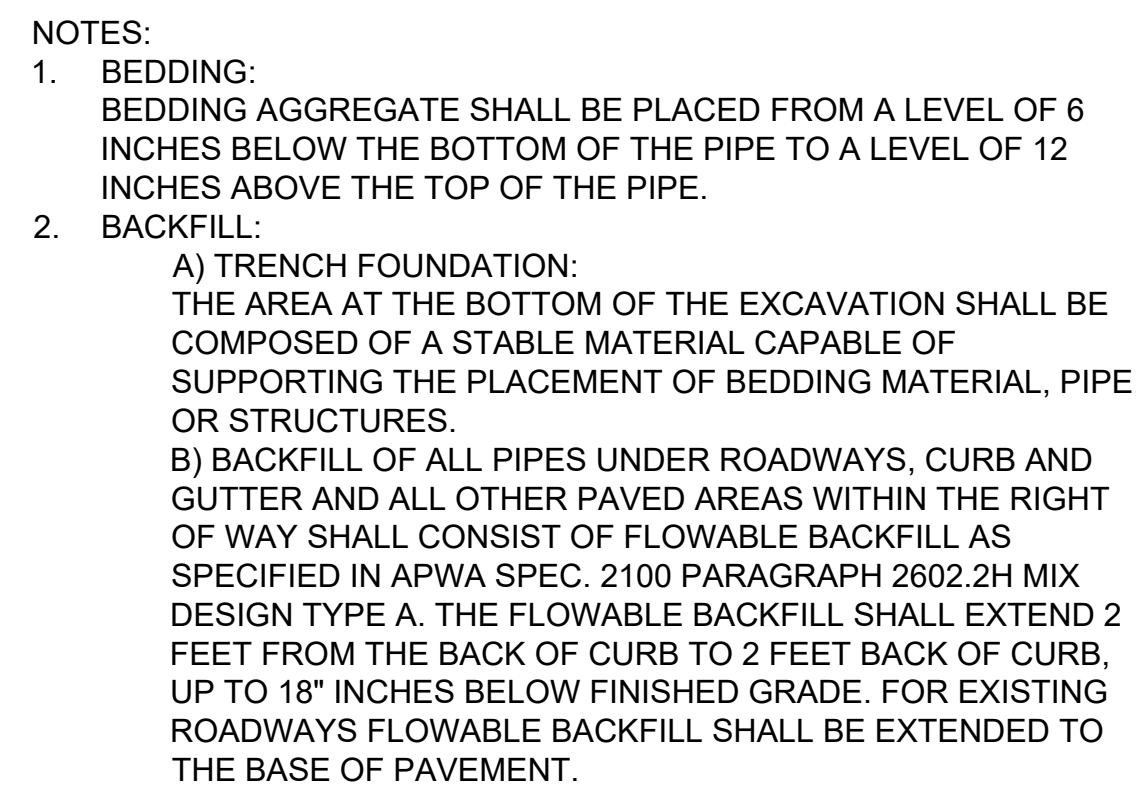 NOTES:
1. BEDDING:
BEDDING AGGREGATE SHALL BE PLACED FROM A LEVEL OF 6
INCHES BELOW THE BOTTOM OF THE PIPE TO A LEVEL OF 12
INCHES ABOVE THE TOP OF THE PIPE.
2. BACKFILL:
A) TRENCH FOUNDATION:
THE AREA AT THE BOTTOM OF THE EXCAVATION SHALL BE
COMPOSED OF A STABLE MATERIAL CAPABLE OF
SUPPORTING THE PLACEMENT OF BEDDING MATERIAL, PIPE
OR STRUCTURES.
B) BACKFILL OF ALL PIPES UNDER ROADWAYS, CURB AND
GUTTER AND ALL OTHER PAVED AREAS WITHIN THE RIGHT
OF WAY SHALL CONSIST OF FLOWABLE BACKFILL AS
SPECIFIED IN APWA SPEC. 2100 PARAGRAPH 2602.2H MIX
DESIGN TYPE A. THE FLOWABLE BACKFILL SHALL EXTEND 2
FEET FROM THE BACK OF CURB TO 2 FEET BACK OF CURB,
UP TO 18" INCHES BELOW FINISHED GRADE. FOR EXISTING
ROADWAYS FLOWABLE BACKFILL SHALL BE EXTENDED TO
THE BASE OF PAVEMENT.